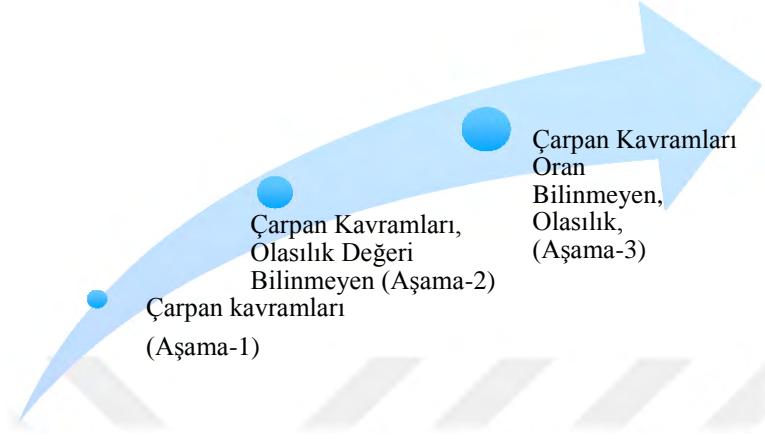 Çarpan kavramları
(Aşama-1)
Çarpan Kavramları,
Olasılık Değeri
Bilinmeyen (Aşama-2)
Çarpan Kavramları
Oran
Bilinmeyen,
Olasılık,
(Aşama-3)